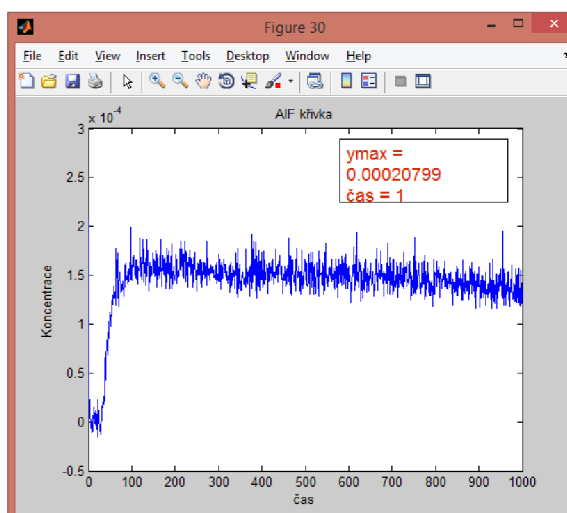 Figure 30
File Edit View Insert Tools Desktop Window Help
AIF křivka
× 10⁻⁴
3
2.5
2
1.5
1
0.5
0
-0.5
ymax =
0.00020799
čas = 1
Koncentrace
0 100 200 300 400 500 600 700 800 900 1000
čas